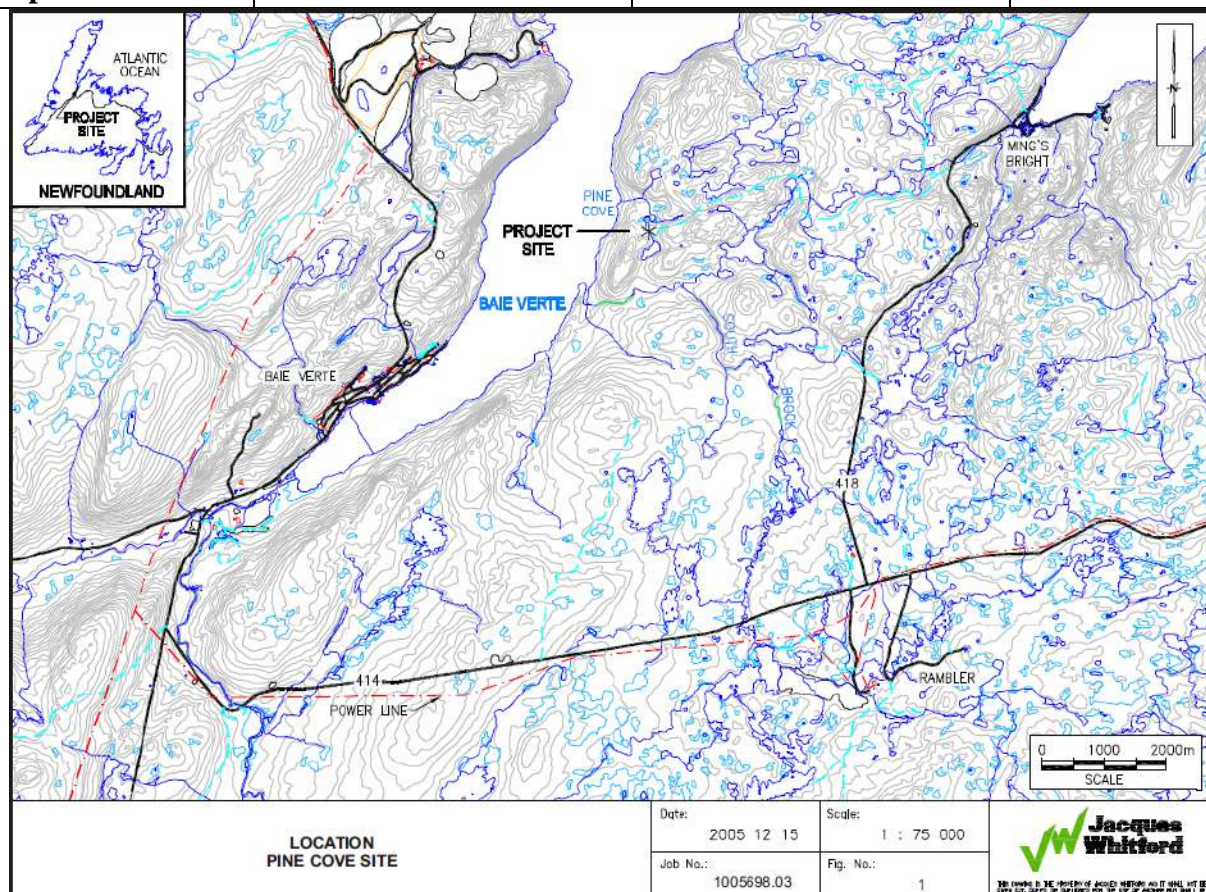 ATLANTIC
OCEAN
PROJECT
SITE
NEWFOUNDLAND
N
MING'S
BRIGHT
PINE
COVE
PROJECT
SITE
BAIE VERTE
SOUTH
BAIE VERTE
BROCK
418
414
POWER LINE
RAMBLER
0 1000 2000m
SCALE
LOCATION
PINE COVE SITE
Date:
2005 12 15
Scale:
1 : 75 000
Job No.:
1005698.03
Fig. No.:
1
Jacques
Whitford